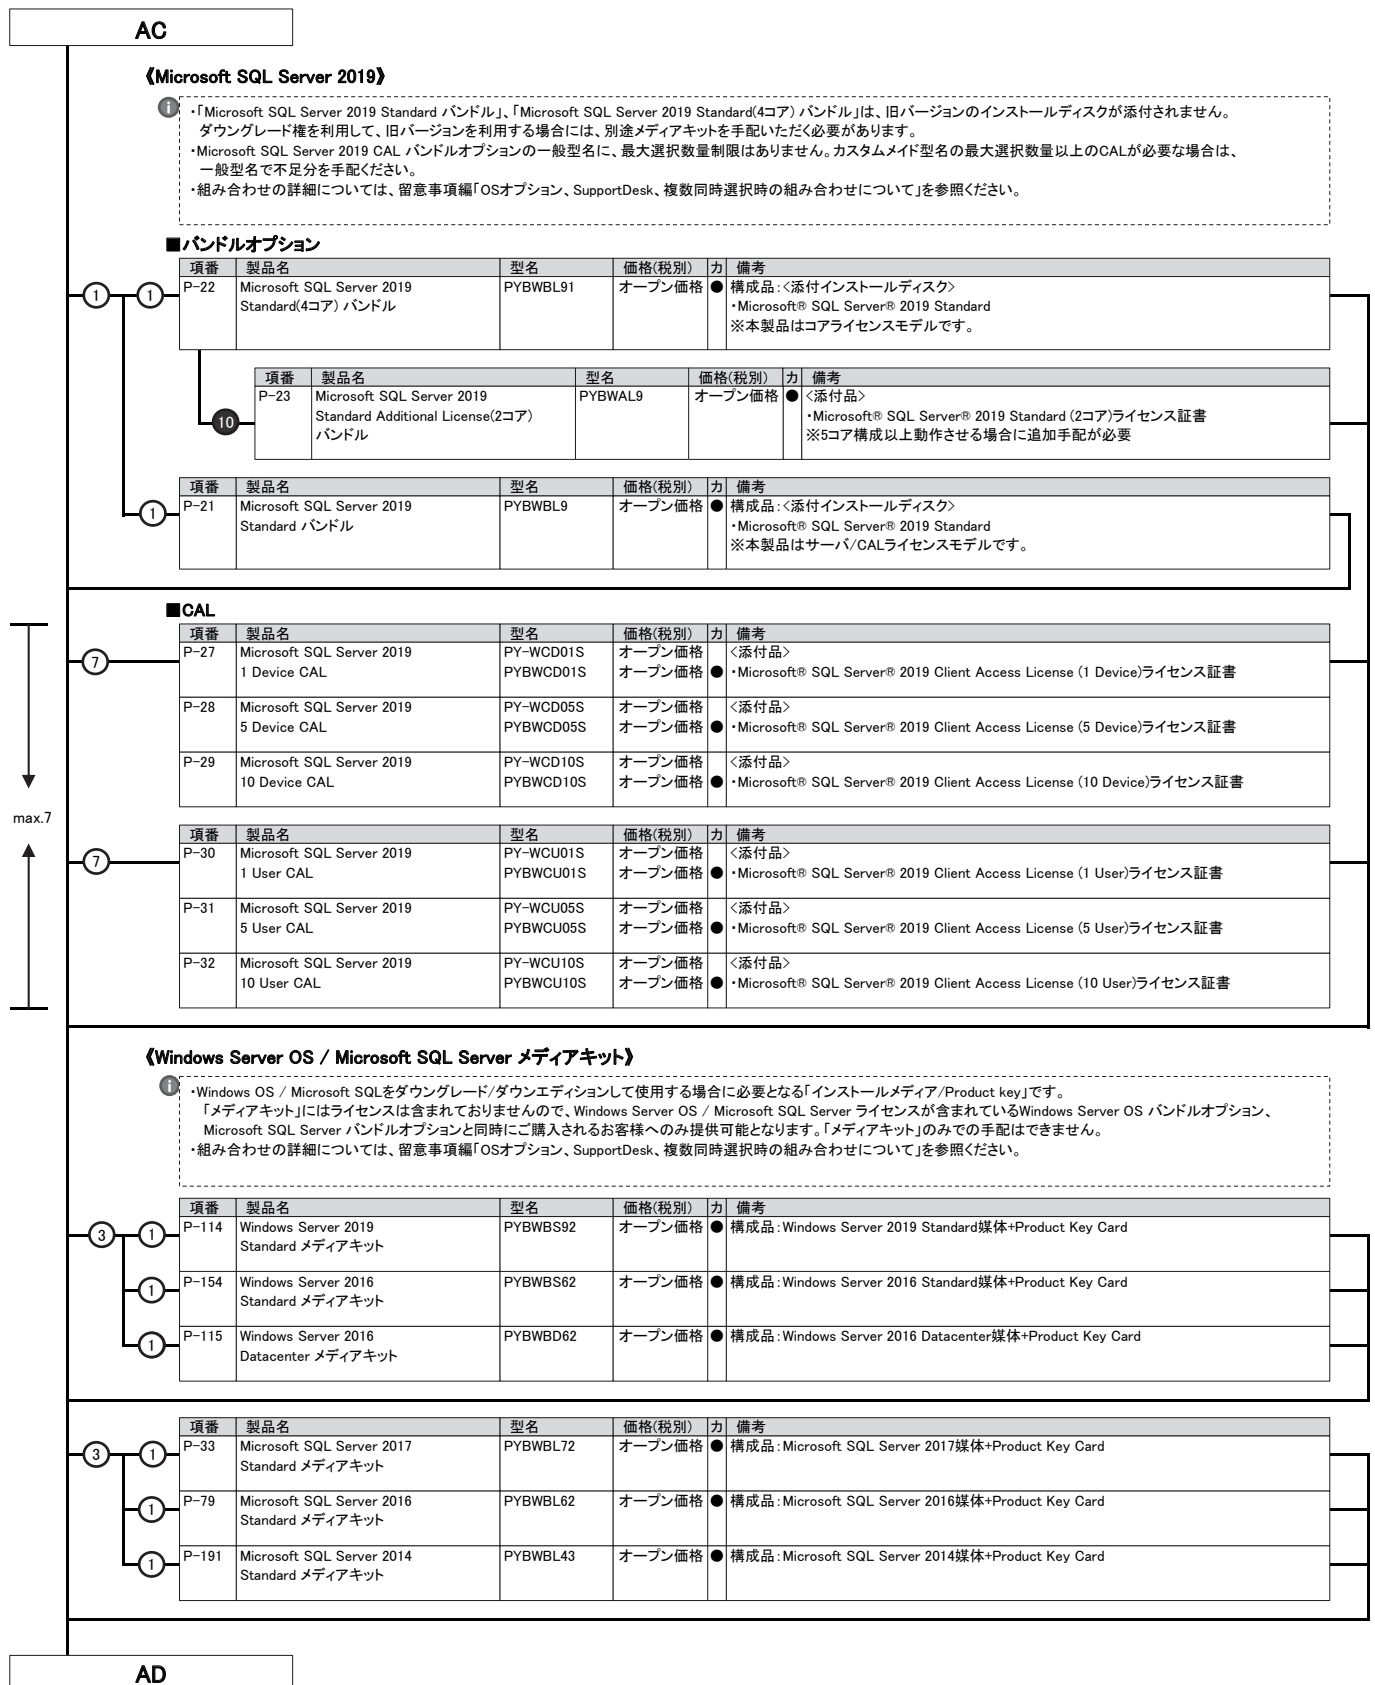 AC
《Microsoft SQL Server 2019》
・「Microsoft SQL Server 2019 Standard バンドル」、「Microsoft SQL Server 2019 Standard(4コア) バンドル」は、旧バージョンのインストールディスクが添付されません。
ダウングレード権を利用して、旧バージョンを利用する場合には、別途メディアキットを手配いただく必要があります。
・Microsoft SQL Server 2019 CAL バンドルオプションの一般型名に、最大選択数量制限はありません。カスタムメイド型名の最大選択数量以上のCALが必要な場合は、
一般型名で不足分を手配ください。
・組み合わせの詳細については、留意事項編「OSオプション、SupportDesk、複数同時選択時の組み合わせについて」を参照ください。
■バンドルオプション
項番 製品名 型名 価格(税別) カ 備考
1 1 P-22 Microsoft SQL Server 2019 PYBWBL91 オープン価格 ● 構成品:<添付インストールディスク>
Standard(4コア) バンドル ・Microsoft® SQL Server® 2019 Standard
※本製品はコアライセンスモデルです。
項番 製品名 型名 価格(税別) カ 備考
P-23 Microsoft SQL Server 2019 PYBWAL9 オープン価格 ● <添付品>
10 Standard Additional License(2コア) ・Microsoft® SQL Server® 2019 Standard (2コア)ライセンス証書
バンドル ※5コア構成以上動作させる場合に追加手配が必要
項番 製品名 型名 価格(税別) カ 備考
1 P-21 Microsoft SQL Server 2019 PYBWBL9 オープン価格 ● 構成品:<添付インストールディスク>
Standard バンドル ・Microsoft® SQL Server® 2019 Standard
※本製品はサーバ/CALライセンスモデルです。
■CAL
項番 製品名 型名 価格(税別) カ 備考
7 P-27 Microsoft SQL Server 2019 PY-WCD01S オープン価格 <添付品>
1 Device CAL PYBWCD01S オープン価格 ● ・Microsoft® SQL Server® 2019 Client Access License (1 Device)ライセンス証書
P-28 Microsoft SQL Server 2019 PY-WCD05S オープン価格 <添付品>
5 Device CAL PYBWCD05S オープン価格 ● ・Microsoft® SQL Server® 2019 Client Access License (5 Device)ライセンス証書
P-29 Microsoft SQL Server 2019 PY-WCD10S オープン価格 <添付品>
10 Device CAL PYBWCD10S オープン価格 ● ・Microsoft® SQL Server® 2019 Client Access License (10 Device)ライセンス証書
max.7
項番 製品名 型名 価格(税別) カ 備考
7 P-30 Microsoft SQL Server 2019 PY-WCU01S オープン価格 <添付品>
1 User CAL PYBWCU01S オープン価格 ● ・Microsoft® SQL Server® 2019 Client Access License (1 User)ライセンス証書
P-31 Microsoft SQL Server 2019 PY-WCU05S オープン価格 <添付品>
5 User CAL PYBWCU05S オープン価格 ● ・Microsoft® SQL Server® 2019 Client Access License (5 User)ライセンス証書
P-32 Microsoft SQL Server 2019 PY-WCU10S オープン価格 <添付品>
10 User CAL PYBWCU10S オープン価格 ● ・Microsoft® SQL Server® 2019 Client Access License (10 User)ライセンス証書
《Windows Server OS / Microsoft SQL Server メディアキット》
・Windows OS / Microsoft SQLをダウングレード/ダウンエディションして使用する場合に必要となる「インストールメディア/Product key」です。
「メディアキット」にはライセンスは含まれておりませんので、Windows Server OS / Microsoft SQL Server ライセンスが含まれているWindows Server OS バンドルオプション、
Microsoft SQL Server バンドルオプションと同時にご購入されるお客様へのみ提供可能となります。「メディアキット」のみでの手配はできません。
・組み合わせの詳細については、留意事項編「OSオプション、SupportDesk、複数同時選択時の組み合わせについて」を参照ください。
項番 製品名 型名 価格(税別) カ 備考
3 1 P-114 Windows Server 2019 PYBWBS92 オープン価格 ● 構成品:Windows Server 2019 Standard媒体+Product Key Card
Standard メディアキット
1 P-154 Windows Server 2016 PYBWBS62 オープン価格 ● 構成品:Windows Server 2016 Standard媒体+Product Key Card
Standard メディアキット
1 P-115 Windows Server 2016 PYBWBD62 オープン価格 ● 構成品:Windows Server 2016 Datacenter媒体+Product Key Card
Datacenter メディアキット
項番 製品名 型名 価格(税別) カ 備考
3 1 P-33 Microsoft SQL Server 2017 PYBWBL72 オープン価格 ● 構成品:Microsoft SQL Server 2017媒体+Product Key Card
Standard メディアキット
1 P-79 Microsoft SQL Server 2016 PYBWBL62 オープン価格 ● 構成品:Microsoft SQL Server 2016媒体+Product Key Card
Standard メディアキット
1 P-191 Microsoft SQL Server 2014 PYBWBL43 オープン価格 ● 構成品:Microsoft SQL Server 2014媒体+Product Key Card
Standard メディアキット
AD